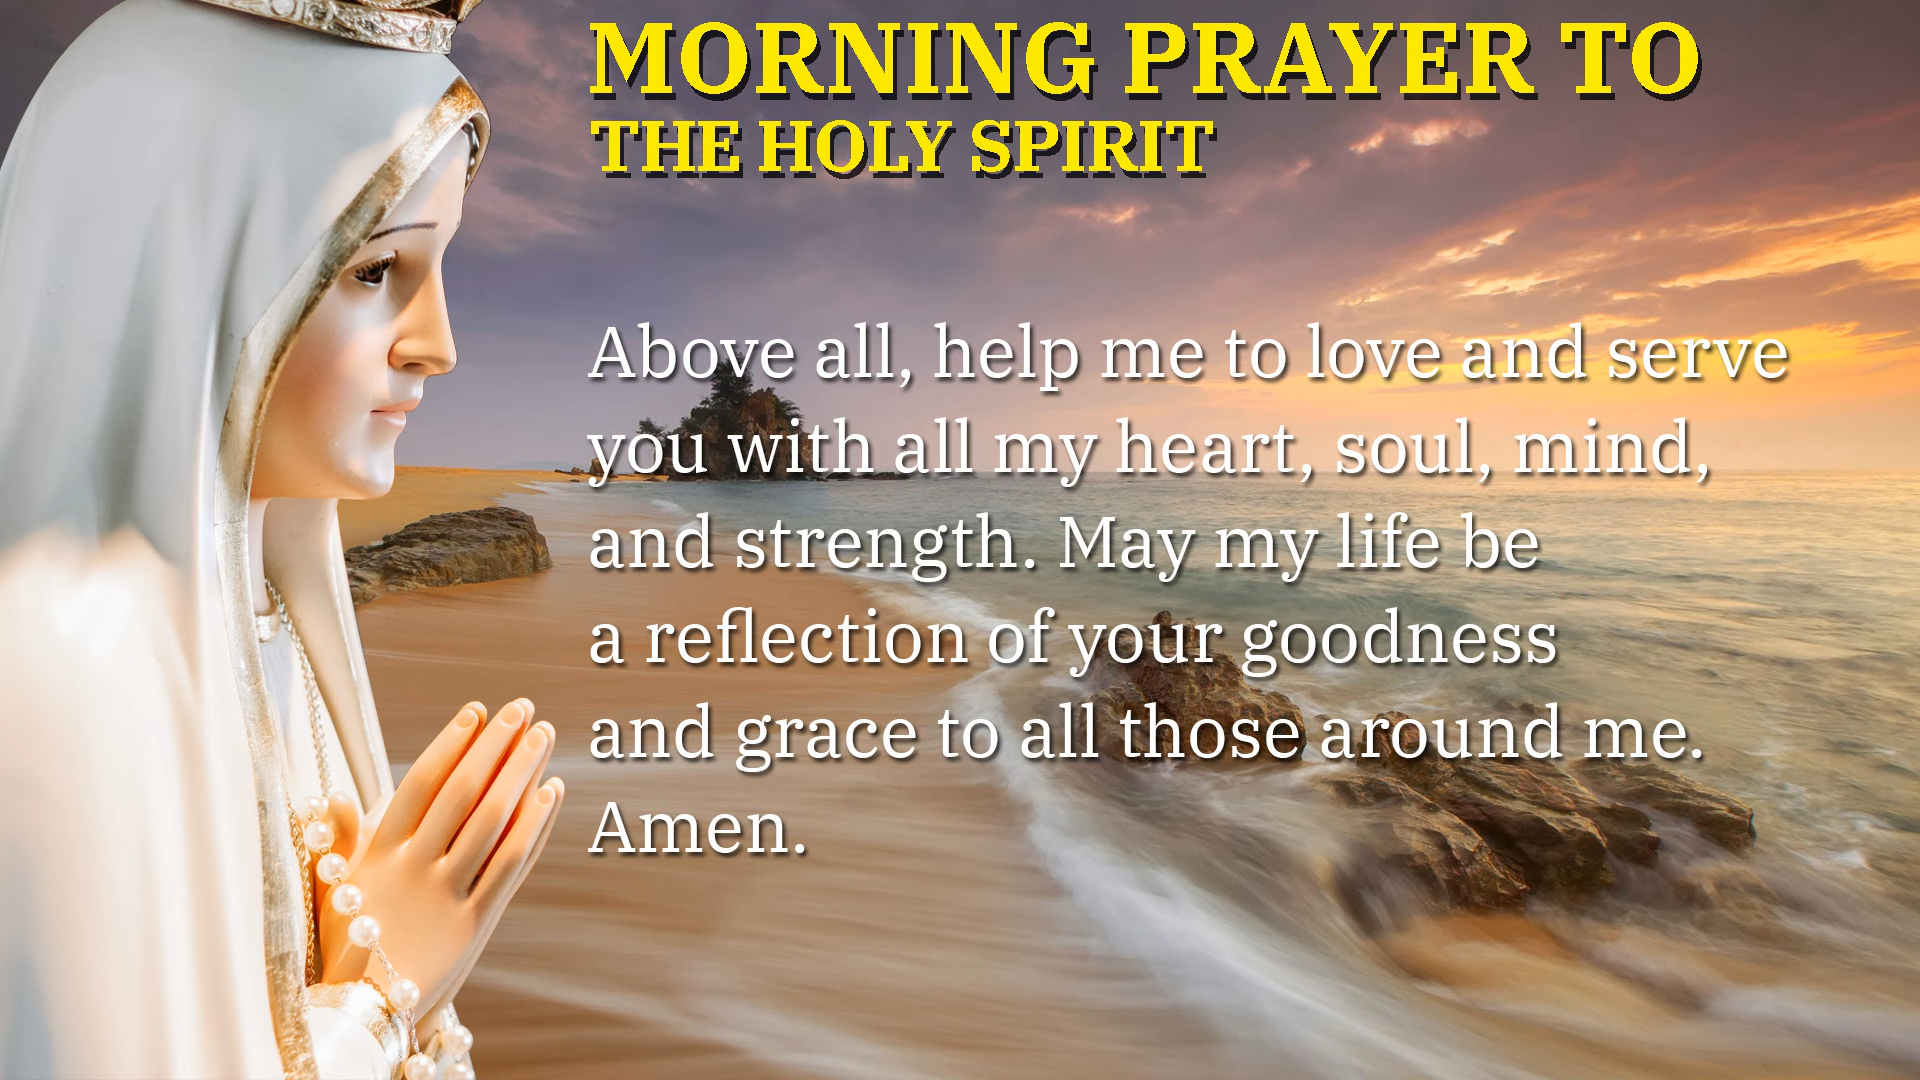 MORNING PRAYER TO
THE HOLY SPIRIT
Above all, help me to love and serve
you with all my heart, soul, mind,
and strength. May my life be
a reflection of your goodness
and grace to all those around me.
Amen.